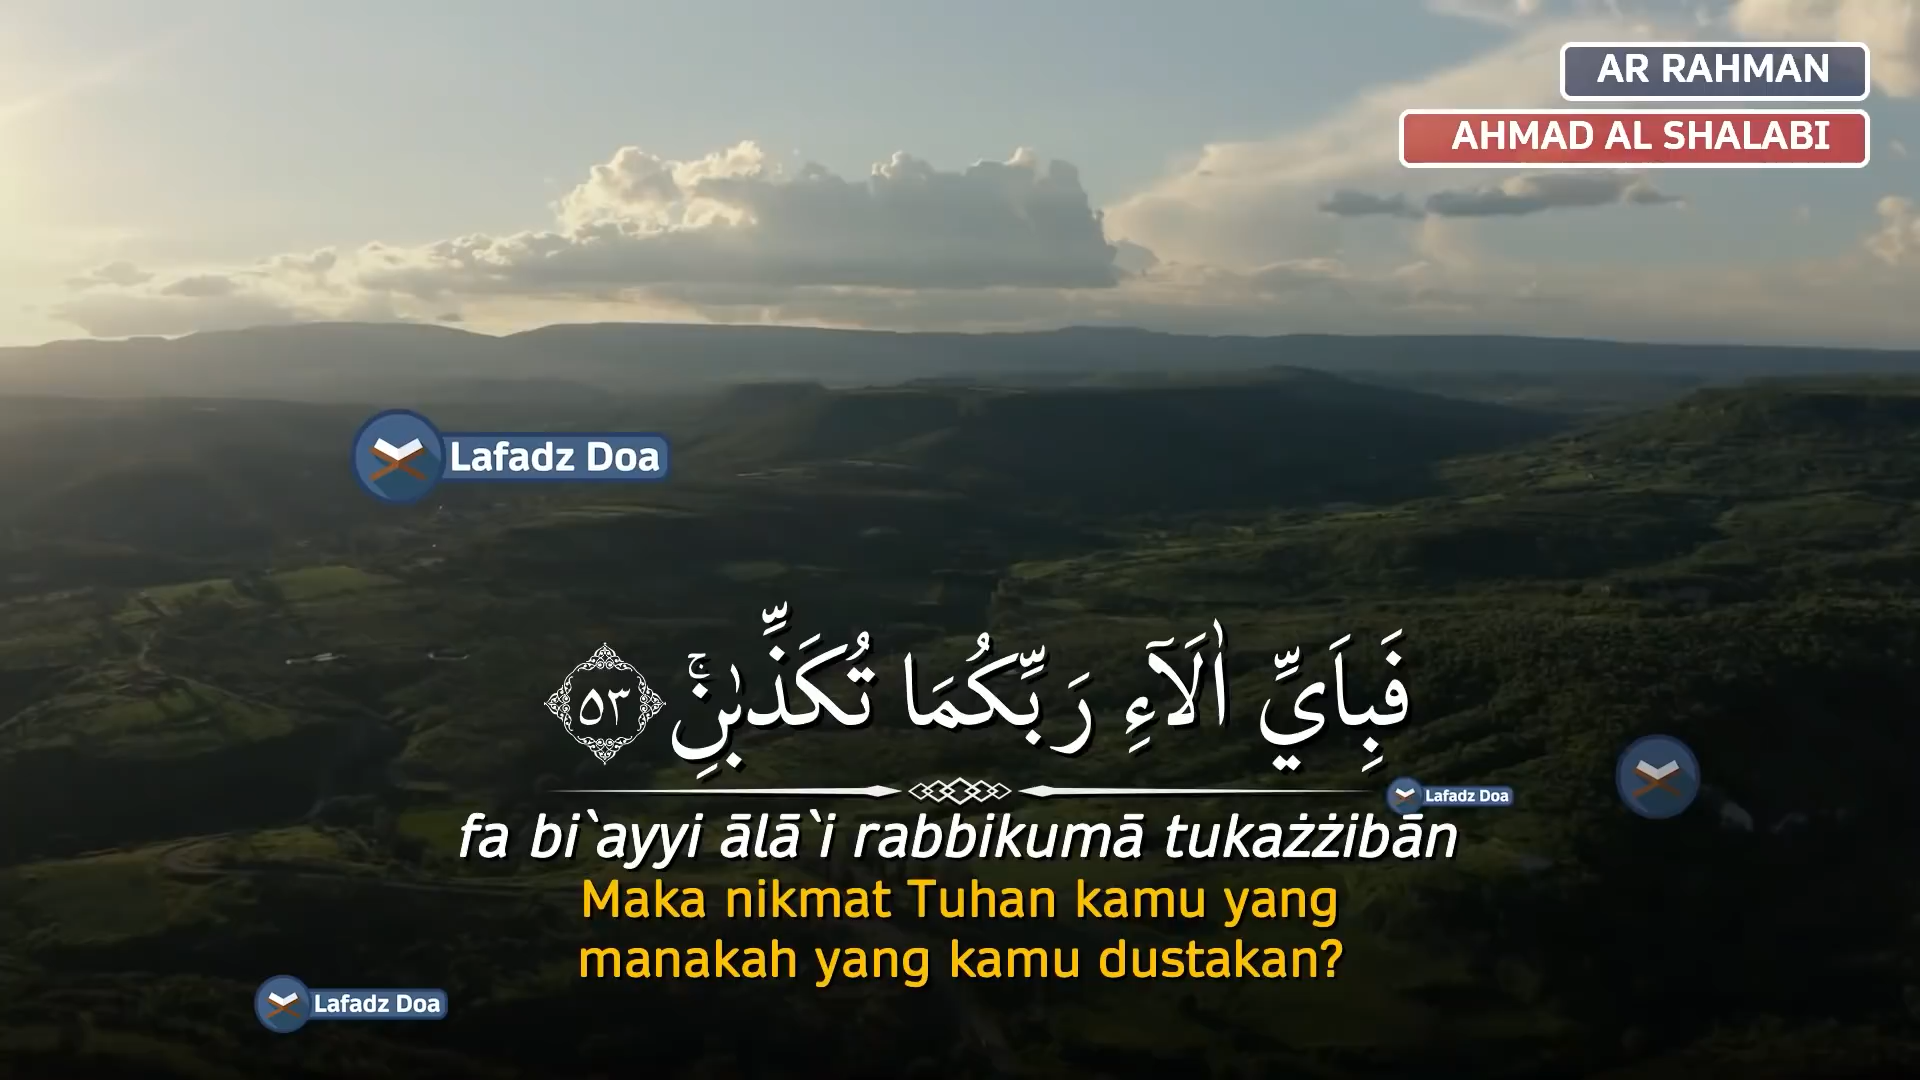 AR RAHMAN
AHMAD AL SHALABI
Lafadz Doa
فَبِاَيِّ اٰلَاۤءِ رَبِّكُمَا تُكَذِّبٰنِۚ ٥٣
Lafadz Doa
fa bi`ayyi ālā`i rabbikumā tukażżibān
Maka nikmat Tuhan kamu yang
manakah yang kamu dustakan?
Lafadz Doa